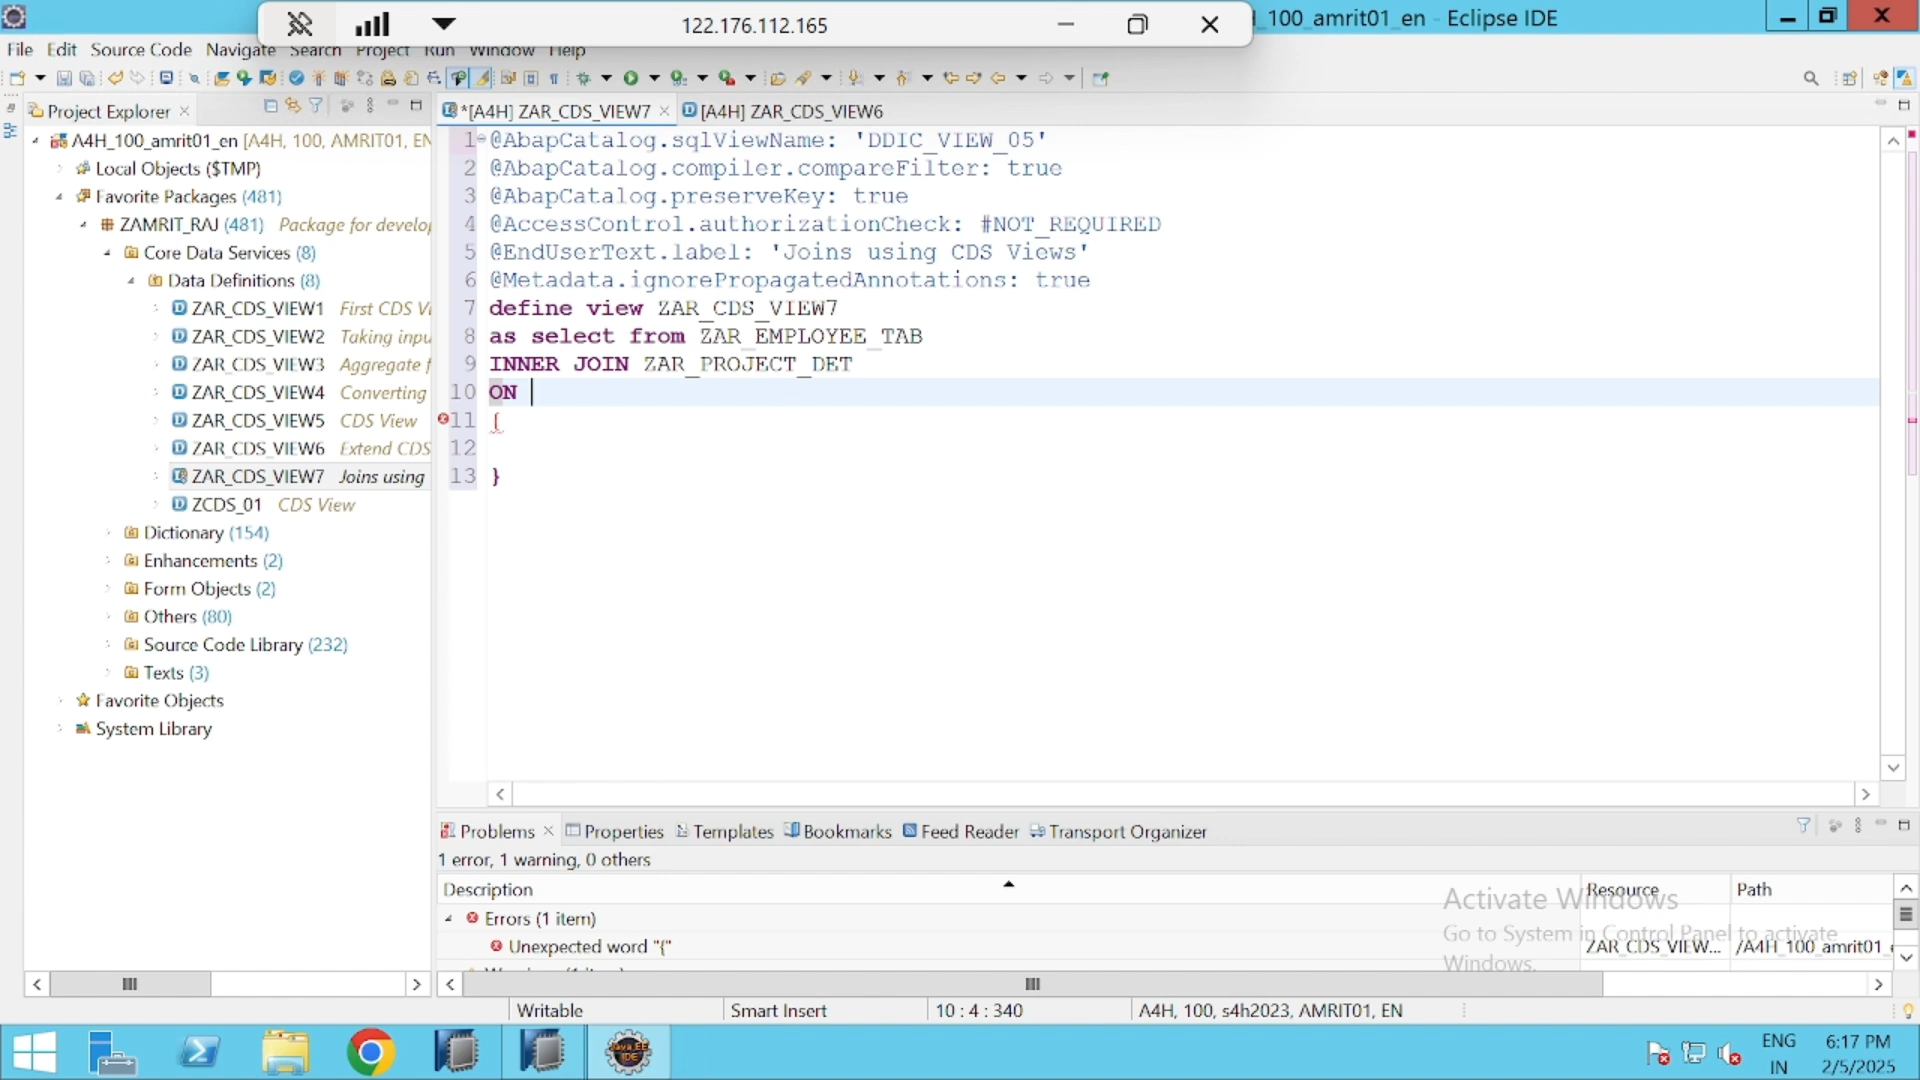 122.176.112.165
_100_amrit01_en - Eclipse IDE
File Edit Source Code Navigate Search Project Run Window Help
Project Explorer
*[A4H] ZAR_CDS_VIEW7
[A4H] ZAR_CDS_VIEW6
A4H_100_amrit01_en [A4H, 100, AMRIT01, EN
Local Objects ($TMP)
Favorite Packages (481)
ZAMRIT_RAJ (481) Package for develo
Core Data Services (8)
Data Definitions (8)
ZAR_CDS_VIEW1 First CDS V
ZAR_CDS_VIEW2 Taking inpu
ZAR_CDS_VIEW3 Aggregate f
ZAR_CDS_VIEW4 Converting
ZAR_CDS_VIEW5 CDS View
ZAR_CDS_VIEW6 Extend CDS
ZAR_CDS_VIEW7 Joins using
ZCDS_01 CDS View
Dictionary (154)
Enhancements (2)
Form Objects (2)
Others (80)
Source Code Library (232)
Texts (3)
Favorite Objects
System Library
1 @AbapCatalog.sqlViewName: 'DDIC_VIEW_05'
2 @AbapCatalog.compiler.compareFilter: true
3 @AbapCatalog.preserveKey: true
4 @AccessControl.authorizationCheck: #NOT_REQUIRED
5 @EndUserText.label: 'Joins using CDS Views'
6 @Metadata.ignorePropagatedAnnotations: true
7 define view ZAR_CDS_VIEW7
8 as select from ZAR_EMPLOYEE_TAB
9 INNER JOIN ZAR_PROJECT_DET
10 ON
11 {
12
13 }
Problems Properties Templates Bookmarks Feed Reader Transport Organizer
1 error, 1 warning, 0 others
Description Resource Path
Errors (1 item)
Unexpected word "{" ZAR_CDS_VIEW... /A4H_100_amrit01_
Activate Windows
Go to System in Control Panel to activate
Windows.
Writable Smart Insert 10 : 4 : 340 A4H, 100, s4h2023, AMRIT01, EN
Java EE
IDE
ENG
IN
6:17 PM
2/5/2025